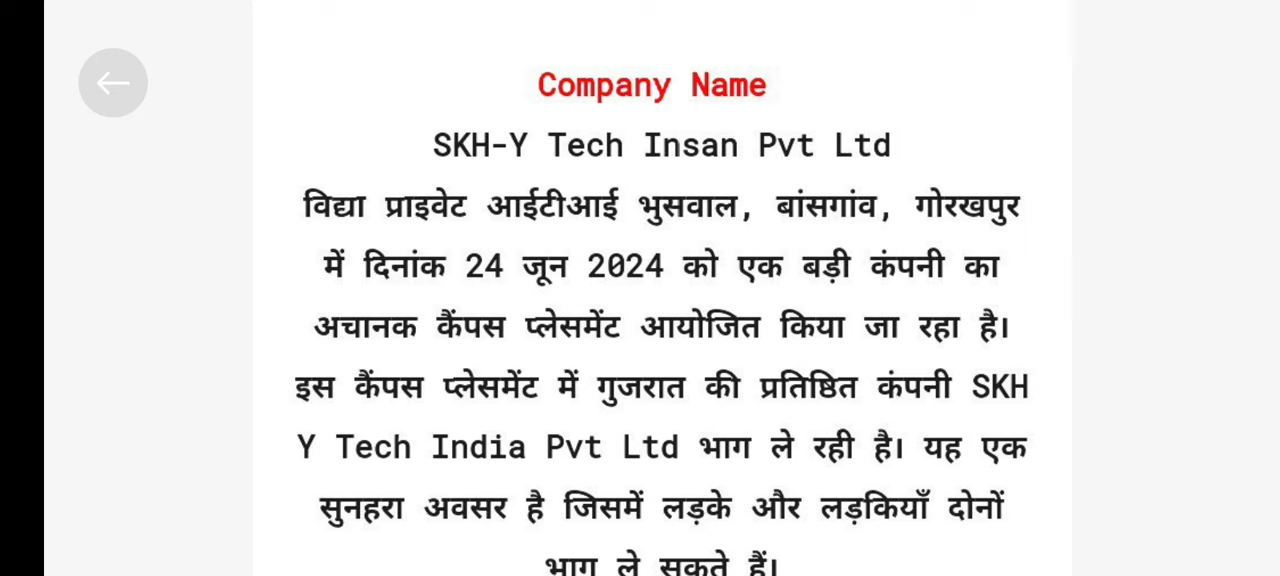 Company Name
SKH-Y Tech Insan Pvt Ltd
विद्या प्राइवेट आईटीआई भुसवाल, बांसगांव, गोरखपुर
में दिनांक 24 जून 2024 को एक बड़ी कंपनी का
अचानक कैंपस प्लेसमेंट आयोजित किया जा रहा है।
इस कैंपस प्लेसमेंट में गुजरात की प्रतिष्ठित कंपनी SKH
Y Tech India Pvt Ltd भाग ले रही है। यह एक
सुनहरा अवसर है जिसमें लड़के और लड़कियाँ दोनों
भाग ले सकते हैं।